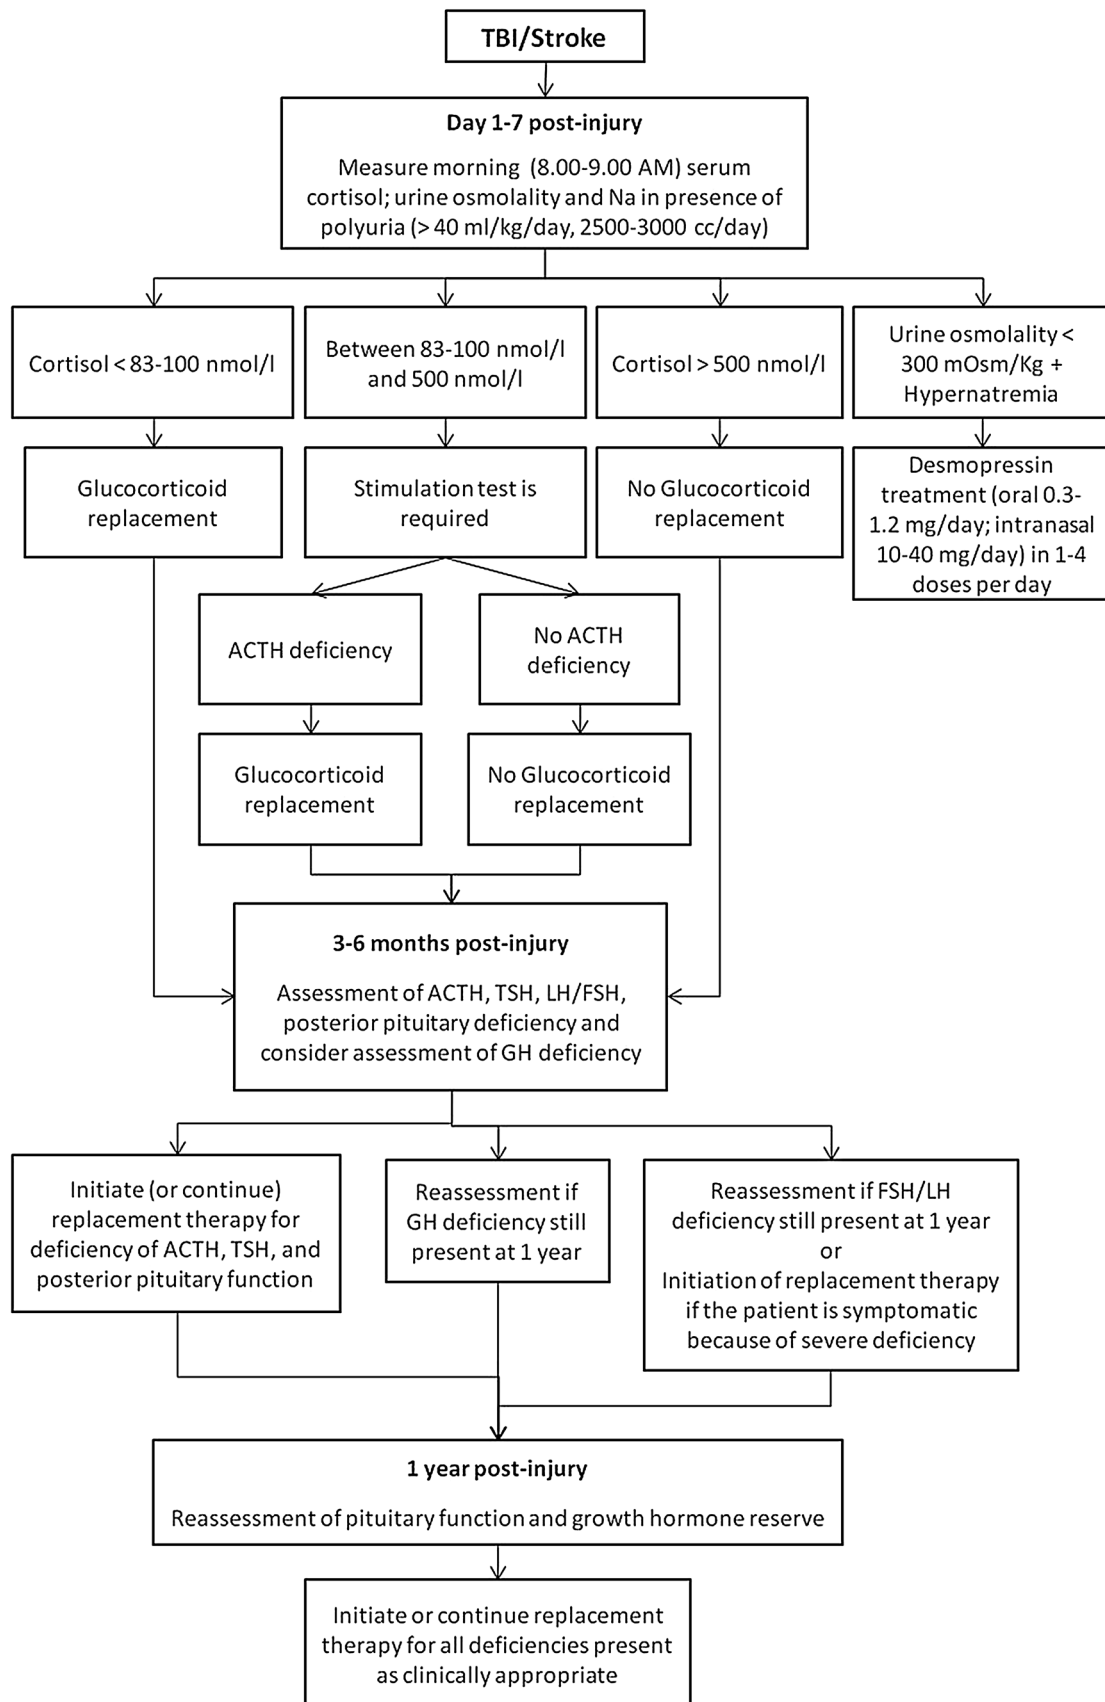 TBI/Stroke
Day 1-7 post-injury
Measure morning (8.00-9.00 AM) serum
cortisol; urine osmolality and Na in presence of
polyuria (> 40 ml/kg/day, 2500-3000 cc/day)
Cortisol < 83-100 nmol/l
Between 83-100 nmol/l
and 500 nmol/l
Cortisol > 500 nmol/l
Urine osmolality <
300 mOsm/Kg +
Hypernatremia
Glucocorticoid
replacement
Stimulation test is
required
No Glucocorticoid
replacement
Desmopressin
treatment (oral 0.3-
1.2 mg/day; intranasal
10-40 mg/day) in 1-4
doses per day
ACTH deficiency
No ACTH
deficiency
Glucocorticoid
replacement
No Glucocorticoid
replacement
3-6 months post-injury
Assessment of ACTH, TSH, LH/FSH,
posterior pituitary deficiency and
consider assessment of GH deficiency
Initiate (or continue)
replacement therapy for
deficiency of ACTH, TSH, and
posterior pituitary function
Reassessment if
GH deficiency still
present at 1 year
Reassessment if FSH/LH
deficiency still present at 1 year
or
Initiation of replacement therapy
if the patient is symptomatic
because of severe deficiency
1 year post-injury
Reassessment of pituitary function and growth hormone reserve
Initiate or continue replacement
therapy for all deficiencies present
as clinically appropriate